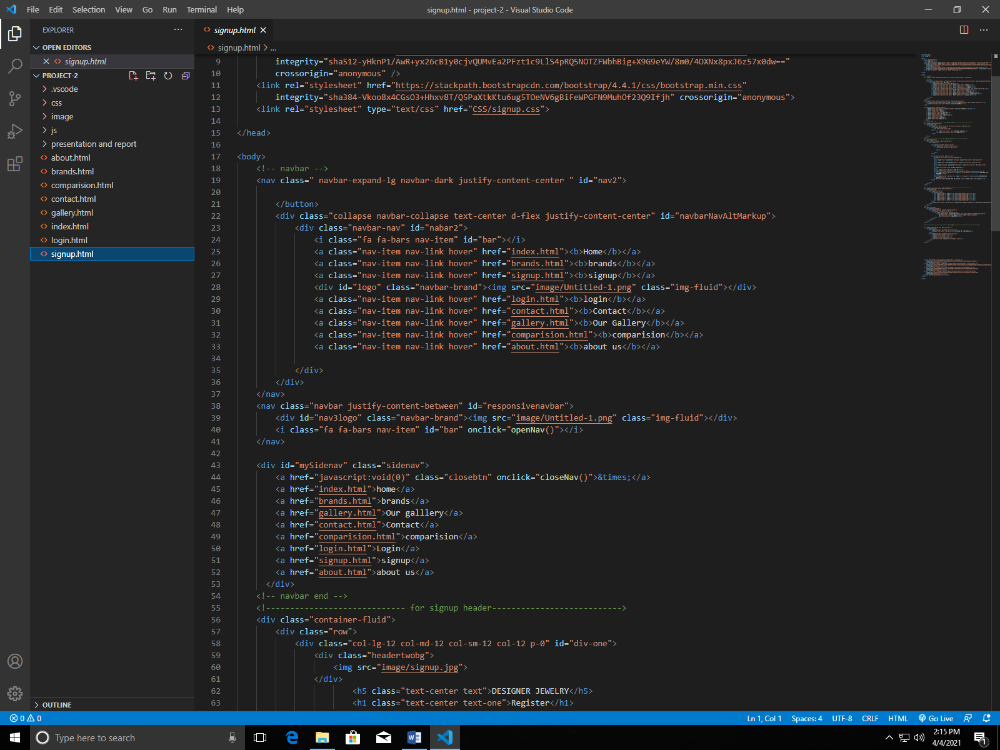 File Edit Selection View Go Run Terminal Help
signup.html - project-2 - Visual Studio Code
EXPLORER
OPEN EDITORS
signup.html
PROJECT-2
.vscode
css
image
js
presentation and report
about.html
brands.html
comparision.html
contact.html
gallery.html
index.html
login.html
signup.html
OUTLINE
signup.html
signup.html > ...
9 integrity="sha512-yHknP1/AwR+yx26cB1y0cjvQUMvEa2PFzt1c9LlS4pRQ5NOTZFWbhBig+X9G9eYW/8m0/4OXNx8pxJ6z57x0dw=="
10 crossorigin="anonymous" />
11 <link rel="stylesheet" href="https://stackpath.bootstrapcdn.com/bootstrap/4.4.1/css/bootstrap.min.css"
12 integrity="sha384-Vkoo8x4CGsO3+Hhxv8T/Q5PaXtkKtu6ug5TOeNV6gBiFeWPGFN9MuhOf23Q9Ifjh" crossorigin="anonymous">
13 <link rel="stylesheet" type="text/css" href="CSS/signup.css">
14
15 </head>
16
17 <body>
18 <!-- navbar -->
19 <nav class=" navbar-expand-lg navbar-dark justify-content-center " id="nav2">
20
21 </button>
22 <div class="collapse navbar-collapse text-center d-flex justify-content-center" id="navbarNavAltMarkup">
23 <div class="navbar-nav" id="nabar2">
24 <i class="fa fa-bars nav-item" id="bar"></i>
25 <a class="nav-item nav-link hover" href="index.html"><b>Home</b></a>
26 <a class="nav-item nav-link hover" href="brands.html"><b>brands</b></a>
27 <a class="nav-item nav-link hover" href="signup.html"><b>signup</b></a>
28 <div id="logo" class="navbar-brand"><img src="image/Untitled-1.png" class="img-fluid"></div>
29 <a class="nav-item nav-link hover" href="login.html"><b>login</b></a>
30 <a class="nav-item nav-link hover" href="contact.html"><b>Contact</b></a>
31 <a class="nav-item nav-link hover" href="gallery.html"><b>Our Gallery</b></a>
32 <a class="nav-item nav-link hover" href="comparision.html"><b>comparision</b></a>
33 <a class="nav-item nav-link hover" href="about.html"><b>about us</b></a>
34
35 </div>
36 </div>
37 </nav>
38 <nav class="navbar justify-content-between" id="responsivenavbar">
39 <div id="nav3logo" class="navbar-brand"><img src="image/Untitled-1.png" class="img-fluid"></div>
40 <i class="fa fa-bars nav-item" id="bar" onclick="openNav()"></i>
41 </nav>
42
43 <div id="mySidenav" class="sidenav">
44 <a href="javascript:void(0)" class="closebtn" onclick="closeNav()">&times;</a>
45 <a href="index.html">home</a>
46 <a href="brands.html">brands</a>
47 <a href="gallery.html">Our galllery</a>
48 <a href="contact.html">Contact</a>
49 <a href="comparision.html">comparision</a>
50 <a href="login.html">Login</a>
51 <a href="signup.html">signup</a>
52 <a href="about.html">about us</a>
53 </div>
54 <!-- navbar end -->
55 <!----------------------------- for signup header--------------------------->
56 <div class="container-fluid">
57 <div class="row">
58 <div class="col-lg-12 col-md-12 col-sm-12 col-12 p-0" id="div-one">
59 <div class="headertwobg">
60 <img src="image/signup.jpg">
61 </div>
62 <h5 class="text-center text">DESIGNER JEWELRY</h5>
63 <h1 class="text-center text-one">Register</h1>
0 0 Ln 1, Col 1 Spaces: 4 UTF-8 CRLF HTML Go Live
Type here to search
2:15 PM
4/4/2021
1